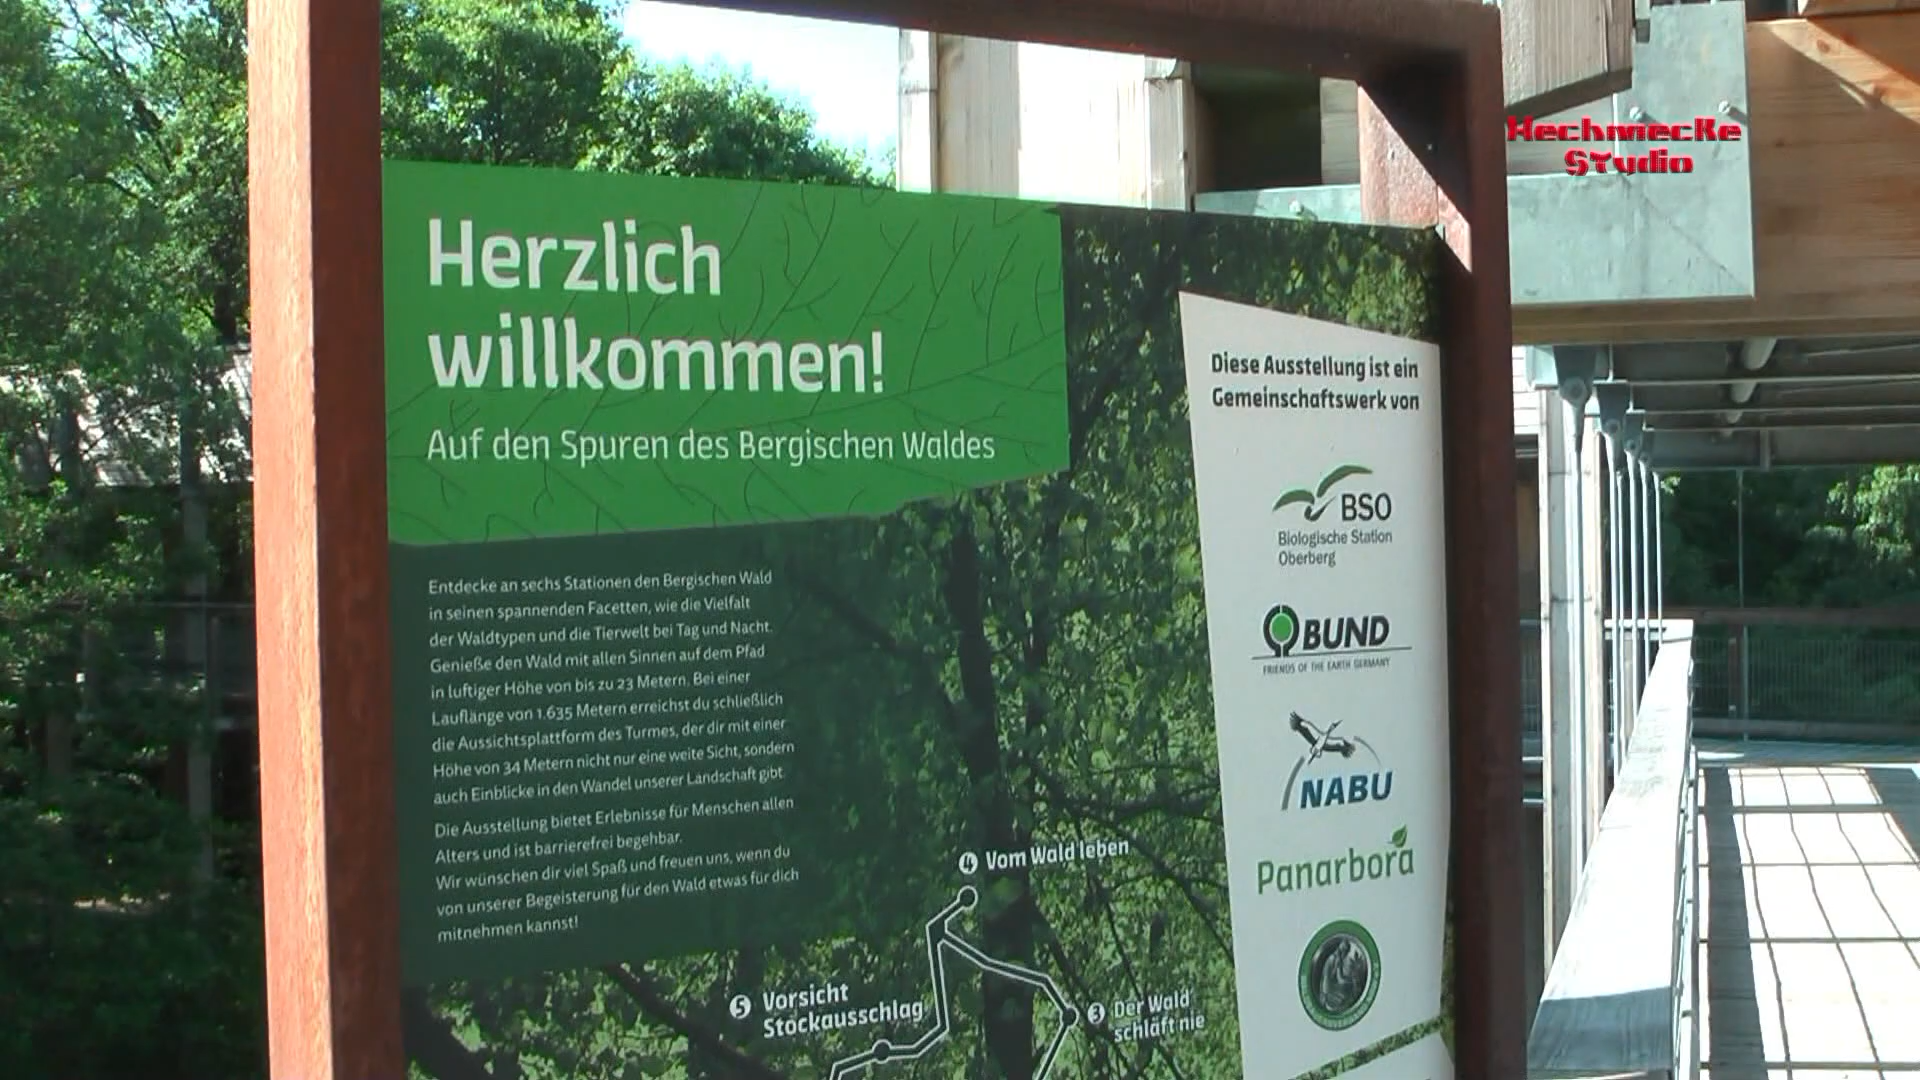 Hechmecke
Studio
Herzlich
willkommen!
Auf den Spuren des Bergischen Waldes
Entdecke an sechs Stationen den Bergischen Wald
in seinen spannenden Facetten, wie die Vielfalt
der Waldtypen und die Tierwelt bei Tag und Nacht.
Genieße den Wald mit allen Sinnen auf dem Pfad
in luftiger Höhe von bis zu 23 Metern. Bei einer
Lauflänge von 1.635 Metern erreichst du schließlich
die Aussichtsplattform des Turmes, der dir mit einer
Höhe von 34 Metern nicht nur eine weite Sicht, sondern
auch Einblicke in den Wandel unserer Landschaft gibt.
Die Ausstellung bietet Erlebnisse für Menschen allen
Alters und ist barrierefrei begehbar.
Wir wünschen dir viel Spaß und freuen uns, wenn du
von unserer Begeisterung für den Wald etwas für dich
mitnehmen kannst!
4 Vom Wald leben
5 Vorsicht
Stockausschlag
3 Der Wald
schläft nie
Diese Ausstellung ist ein
Gemeinschaftswerk von
BSO
Biologische Station
Oberberg
BUND
FRIENDS OF THE EARTH GERMANY
NABU
Panarbora